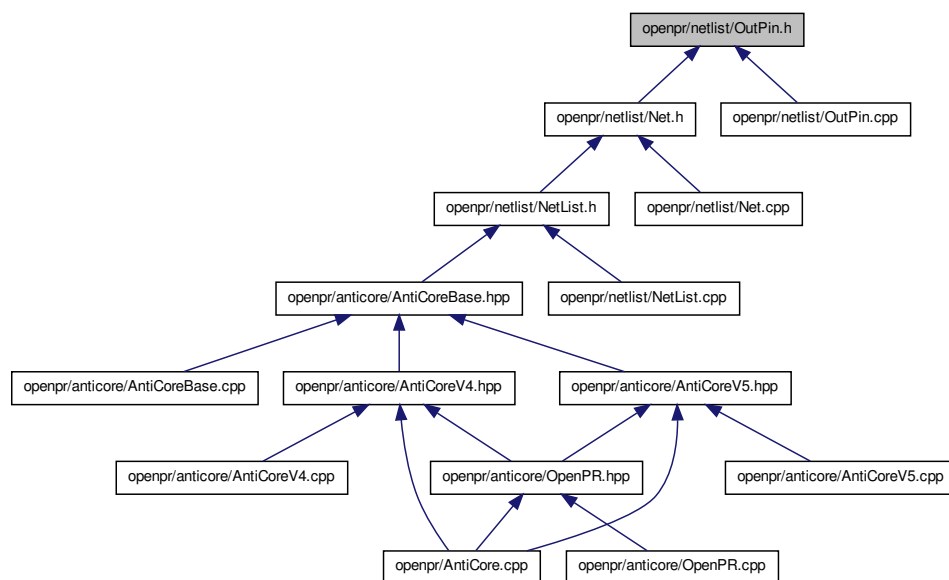 openpr/netlist/OutPin.h
openpr/netlist/Net.h
openpr/netlist/OutPin.cpp
openpr/netlist/NetList.h
openpr/netlist/Net.cpp
openpr/anticore/AntiCoreBase.hpp
openpr/netlist/NetList.cpp
openpr/anticore/AntiCoreBase.cpp
openpr/anticore/AntiCoreV4.hpp
openpr/anticore/AntiCoreV5.hpp
openpr/anticore/AntiCoreV4.cpp
openpr/anticore/OpenPR.hpp
openpr/anticore/AntiCoreV5.cpp
openpr/AntiCore.cpp
openpr/anticore/OpenPR.cpp